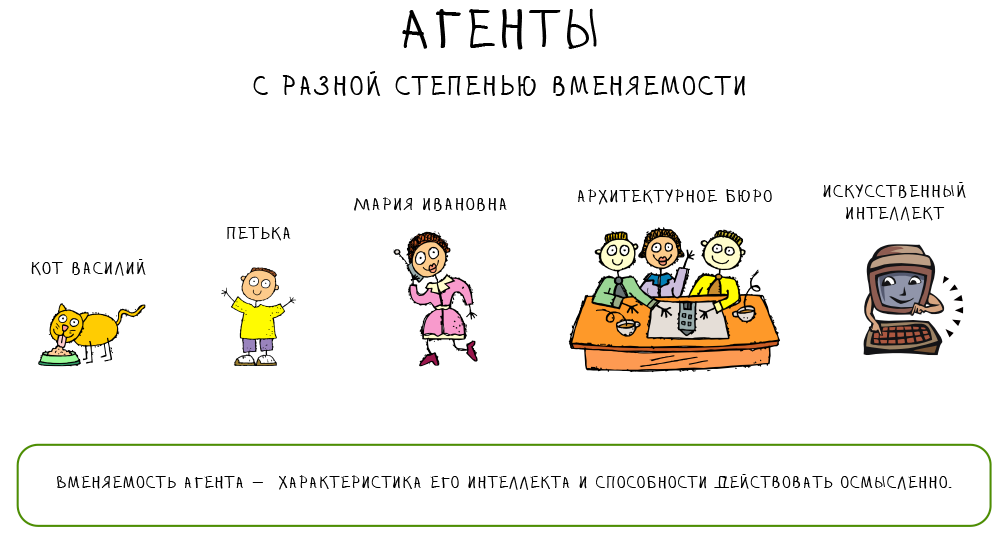 АГЕНТЫ
С РАЗНОЙ СТЕПЕНЬЮ ВМЕНЯЕМОСТИ
ИСКУССТВЕННЫЙ
ИНТЕЛЛЕКТ
АРХИТЕКТУРНОЕ БЮРО
МАРИЯ ИВАНОВНА
ПЕТЬКА
КОТ ВАСИЛИЙ
ВМЕНЯЕМОСТЬ АГЕНТА – ХАРАКТЕРИСТИКА ЕГО ИНТЕЛЛЕКТА И СПОСОБНОСТИ ДЕЙСТВОВАТЬ ОСМЫСЛЕННО.